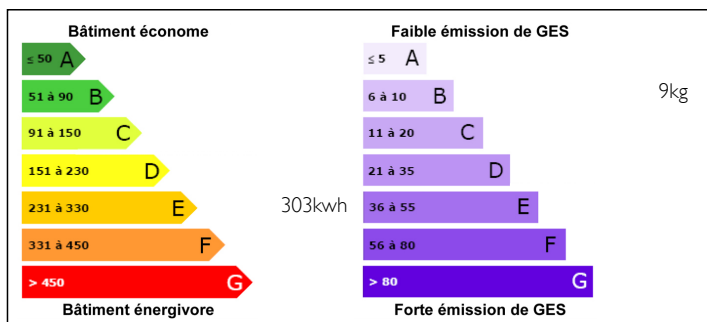 Bâtiment économe
≤ 50 A
51 à 90 B
91 à 150 C
151 à 230 D
231 à 330 E
303kwh
331 à 450 F
> 450 G
Bâtiment énergivore
Faible émission de GES
≤ 5 A
6 à 10 B
9kg
11 à 20 C
21 à 35 D
36 à 55 E
56 à 80 F
> 80 G
Forte émission de GES